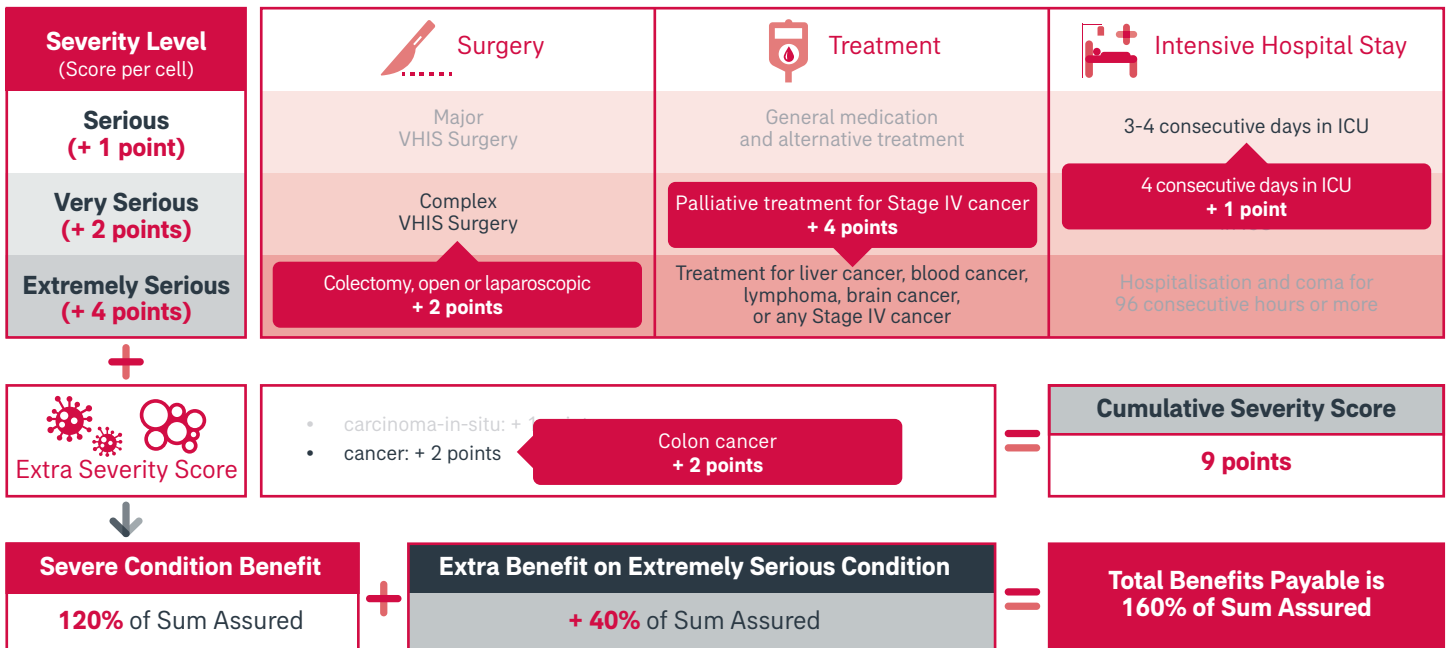 Severity Level
(Score per cell)
Surgery
Treatment
Intensive Hospital Stay
Serious
(+ 1 point)
Major
VHIS Surgery
General medication
and alternative treatment
3-4 consecutive days in ICU
Very Serious
(+ 2 points)
Complex
VHIS Surgery
Palliative treatment for Stage IV cancer
+ 4 points
4 consecutive days in ICU
+ 1 point
Extremely Serious
(+ 4 points)
Colectomy, open or laparoscopic
+ 2 points
Treatment for liver cancer, blood cancer,
lymphoma, brain cancer,
or any Stage IV cancer
Hospitalisation and coma for
96 consecutive hours or more
+
Extra Severity Score
• carcinoma-in-situ: +
• cancer: + 2 points
Colon cancer
+ 2 points
=
Cumulative Severity Score
9 points
Severe Condition Benefit
120% of Sum Assured
+
Extra Benefit on Extremely Serious Condition
+ 40% of Sum Assured
=
Total Benefits Payable is
160% of Sum Assured